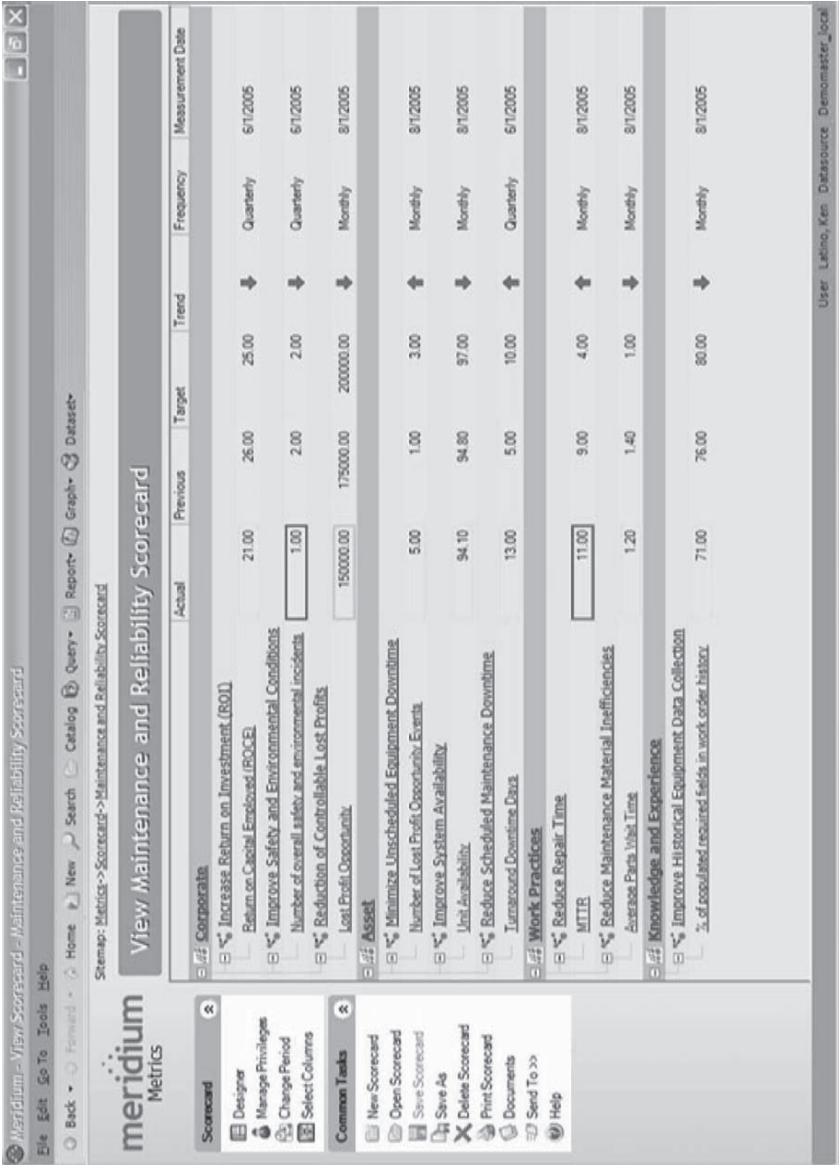 Meridium - View Scorecard - Maintenance and Reliability Scorecard
File Edit Go To Tools Help
Back Forward Home New Search Catalog Query Report Graph Dataset
Sitemap: Metrics->Scorecard->Maintenance and Reliability Scorecard
meridium
Metrics
View Maintenance and Reliability Scorecard
Scorecard
Designer
Manage Privileges
Change Period
Select Columns
Common Tasks
New Scorecard
Open Scorecard
Save Scorecard
Save As
Delete Scorecard
Print Scorecard
Documents
Send To >>
Help
Actual Previous Target Trend Frequency Measurement Date
Corporate
Increase Return on Investment (ROI)
Return on Capital Employed (ROCE) 21.00 26.00 25.00 Quarterly 6/1/2005
Improve Safety and Environmental Conditions
Number of overall safety and environmental incidents 1.00 2.00 2.00 Quarterly 6/1/2005
Reduction of Controllable Lost Profits
Lost Profit Opportunity 150000.00 175000.00 200000.00 Monthly 8/1/2005
Asset
Minimize Unscheduled Equipment Downtime
Number of Lost Profit Opportunity Events 5.00 1.00 3.00 Monthly 8/1/2005
Improve System Availability
Unit Availability 94.10 94.80 97.00 Monthly 8/1/2005
Reduce Scheduled Maintenance Downtime
Turnaround Downtime Days 13.00 5.00 10.00 Quarterly 6/1/2005
Work Practices
Reduce Repair Time
MTTR 11.00 9.00 4.00 Monthly 8/1/2005
Reduce Maintenance Material Inefficiencies
Average Parts Wait Time 1.20 1.40 1.00 Monthly 8/1/2005
Knowledge and Experience
Improve Historical Equipment Data Collection
% of populated required fields in work order history 71.00 76.00 80.00 Monthly 8/1/2005
User Latino, Ken Datasource Demomaster_local